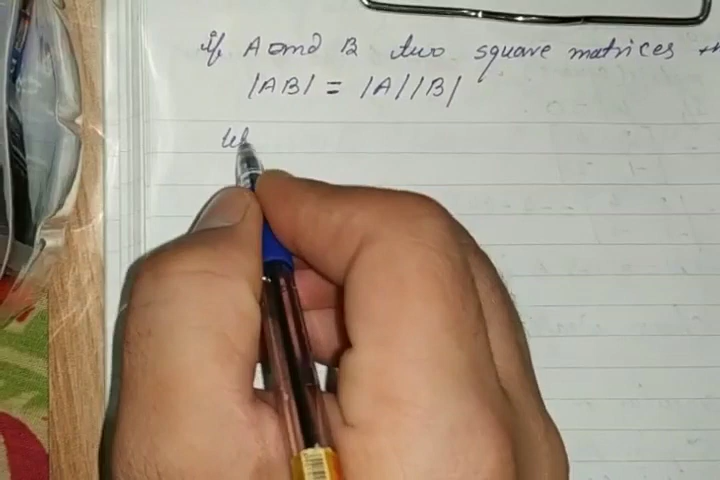 if A and B two square matrices
|AB| = |A||B|